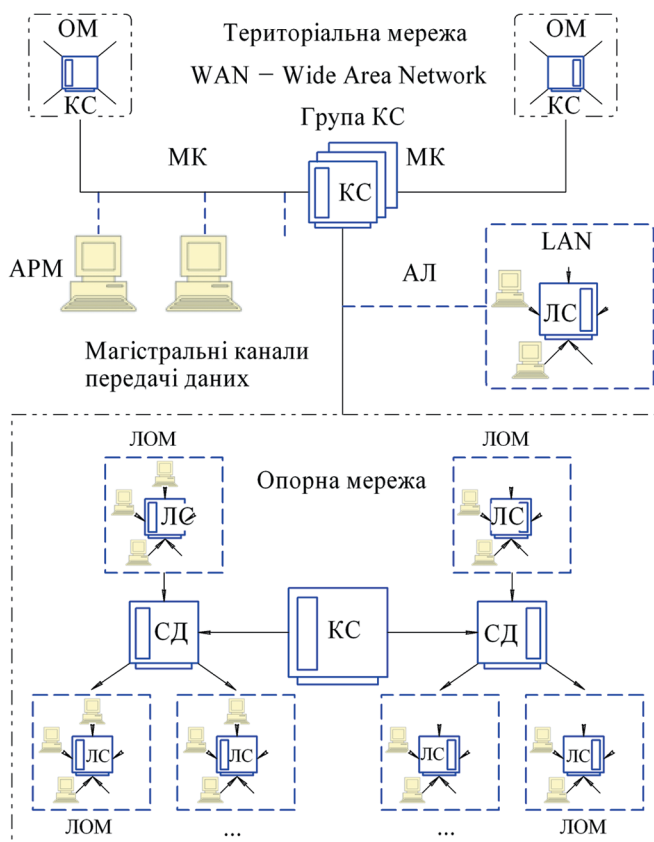 ОМ
Територіальна мережа
ОМ
WAN – Wide Area Network
КС
КС
Група КС
МК
МК
КС
АРМ
АЛ
LAN
ЛС
Магістральні канали
передачі даних
ЛОМ
ЛОМ
Опорна мережа
ЛС
ЛС
СД
КС
СД
ЛС
ЛС
ЛС
ЛС
ЛОМ
...
...
ЛОМ